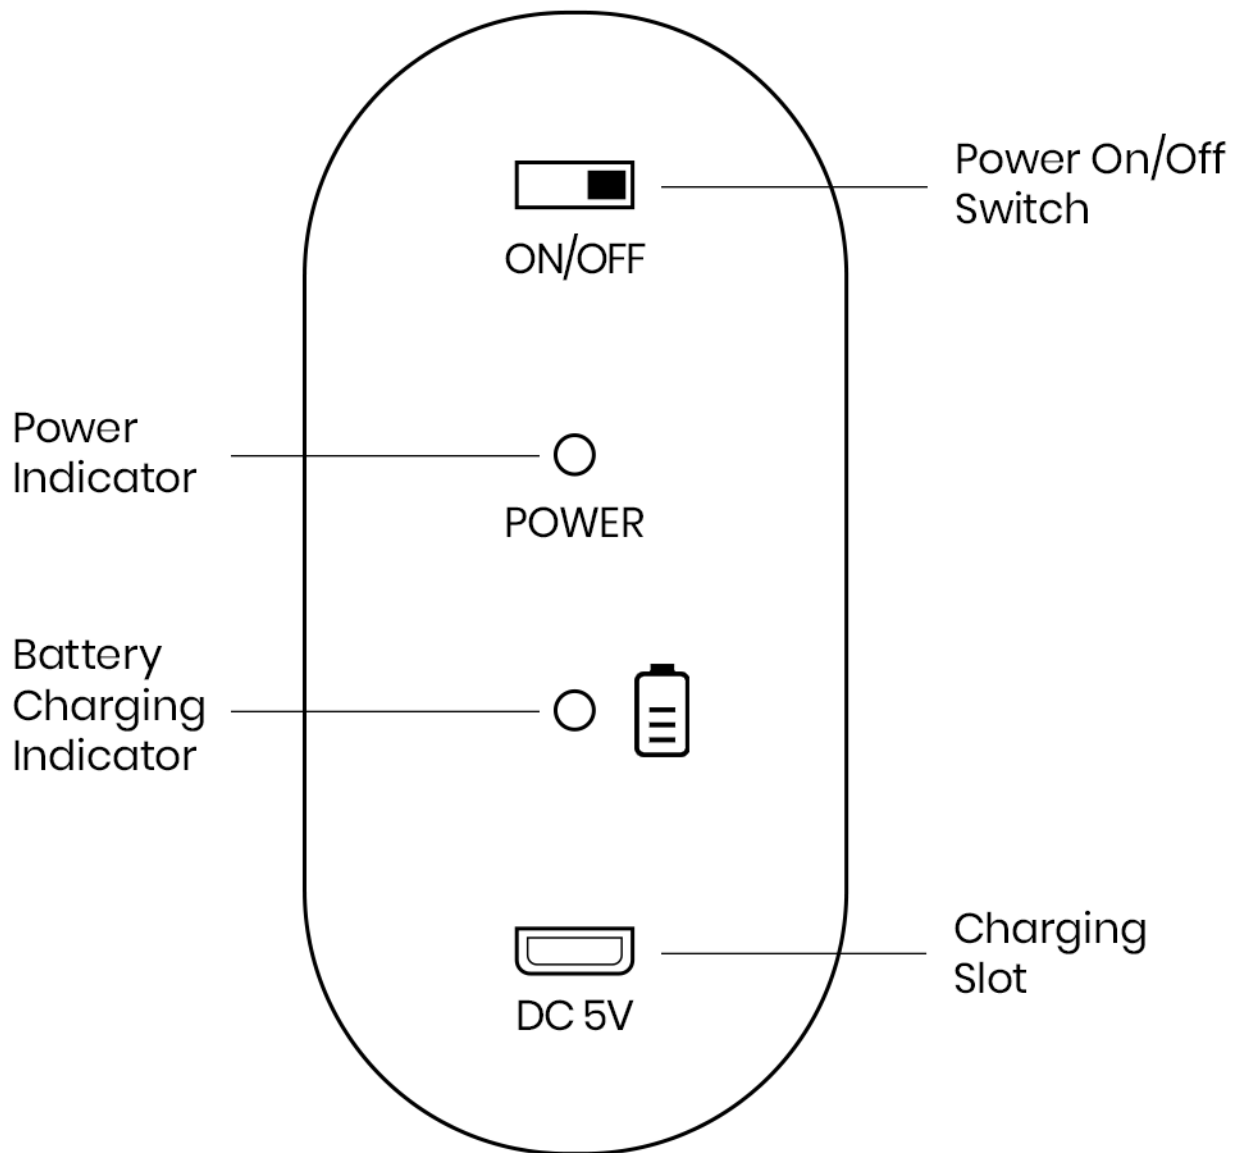 Power On/Off
Switch
ON/OFF
Power
Indicator
POWER
Battery
Charging
Indicator
Charging
Slot
DC 5V